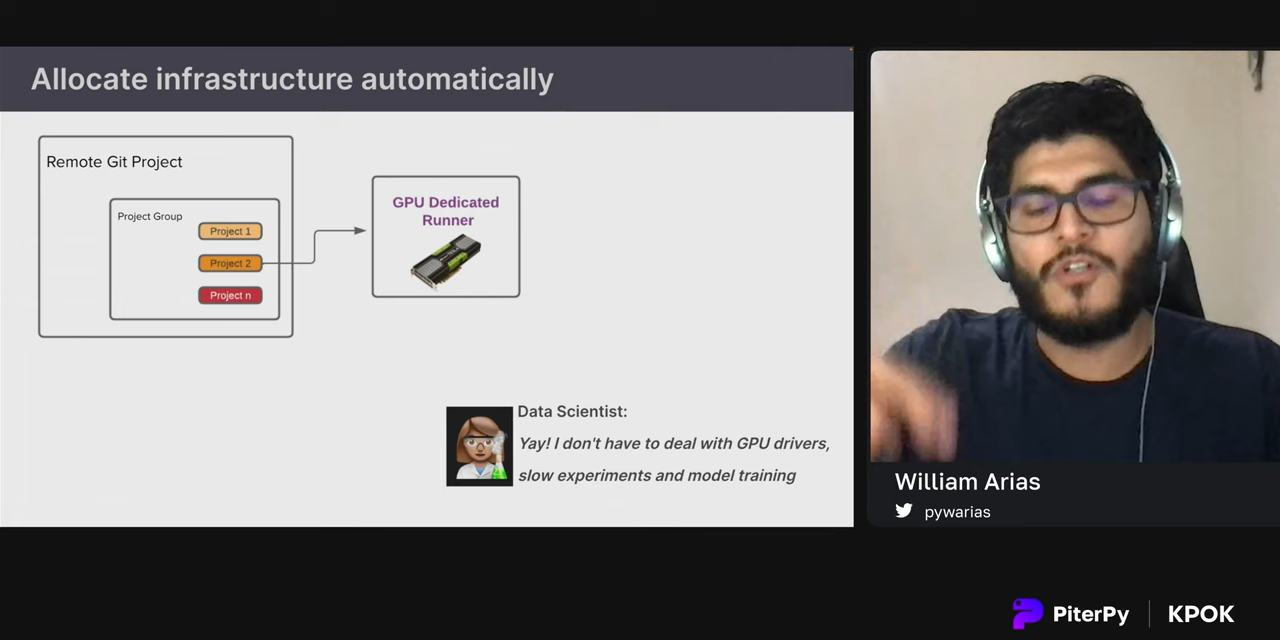 Allocate infrastructure automatically
Remote Git Project
Project Group
Project 1
Project 2
Project n
GPU Dedicated
Runner
Data Scientist:
Yay! I don't have to deal with GPU drivers,
slow experiments and model training
William Arias
pywarias
PiterPy
КРОК